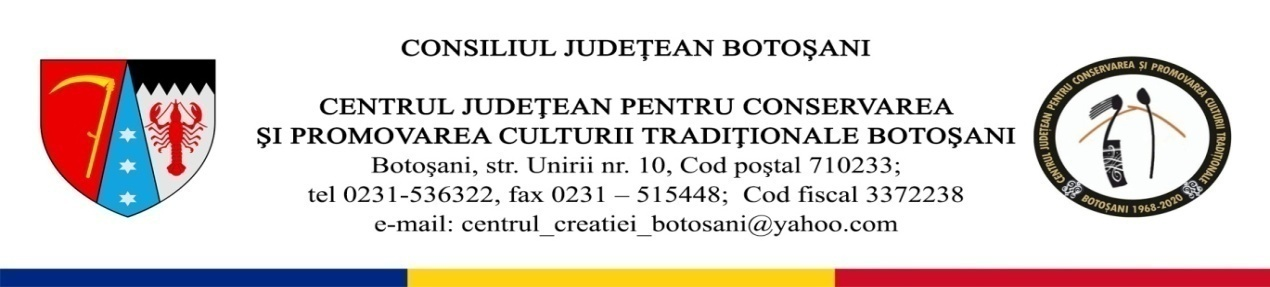 CONSILIUL JUDEŢEAN BOTOŞANI
CENTRUL JUDEŢEAN PENTRU CONSERVAREA
ŞI PROMOVAREA CULTURII TRADIŢIONALE BOTOŞANI
Botoşani, str. Unirii nr. 10, Cod poştal 710233;
tel 0231-536322, fax 0231 – 515448;  Cod fiscal 3372238
e-mail: centrul_creatiei_botosani@yahoo.com
CENTRUL JUDEŢEAN PENTRU CONSERVAREA ŞI PROMOVAREA CULTURII TRADIŢIONALE
BOTOŞANI 1968-2020